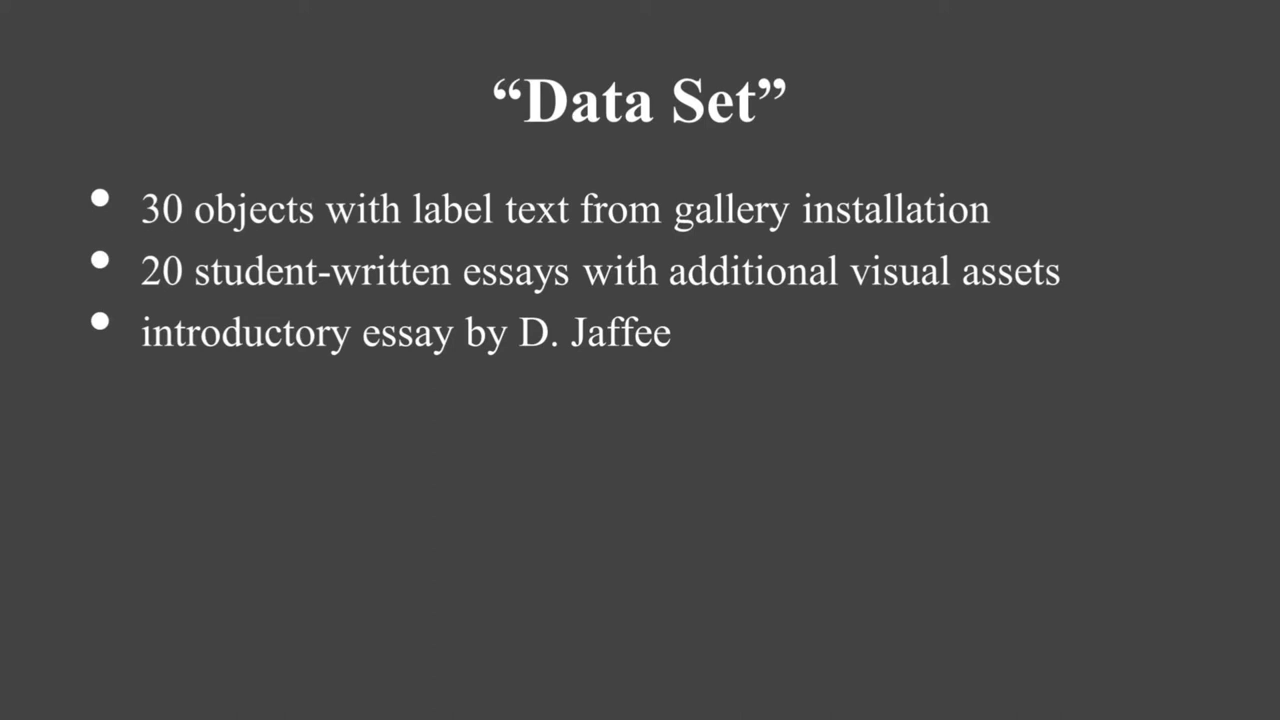 “Data Set”
• 30 objects with label text from gallery installation
• 20 student-written essays with additional visual assets
• introductory essay by D. Jaffee